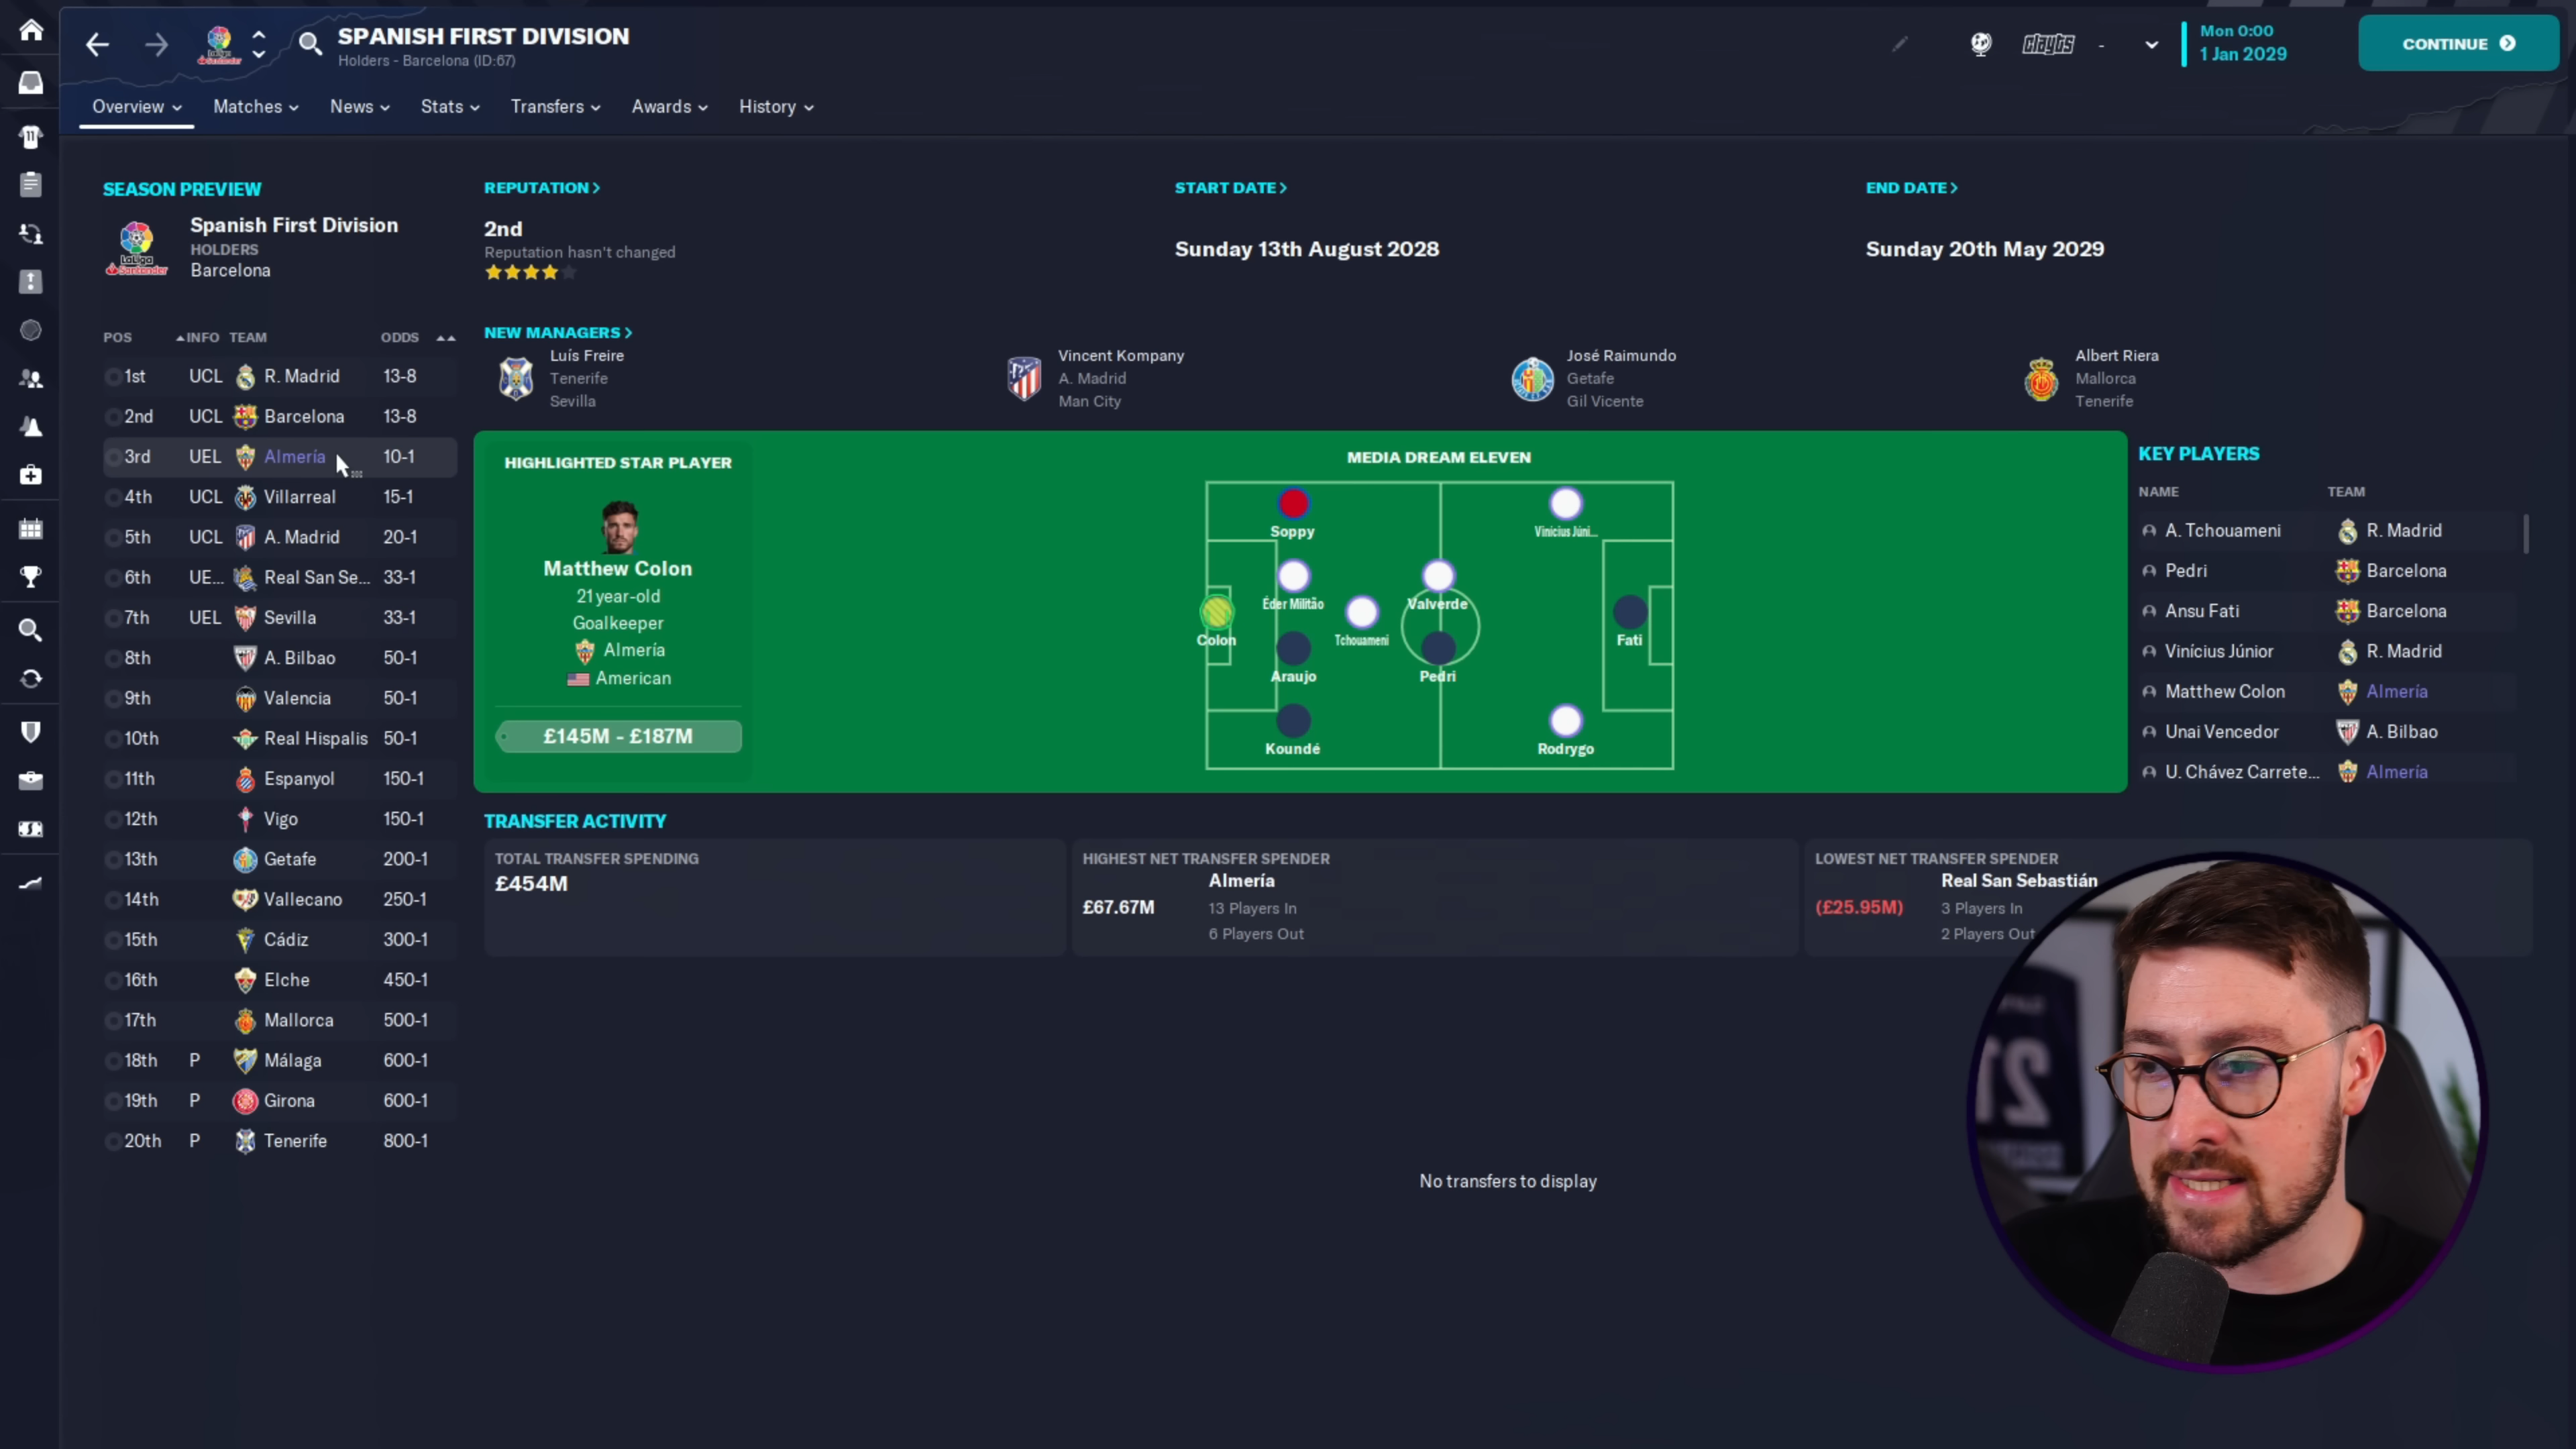 SPANISH FIRST DIVISION
Holders - Barcelona (ID:67)
clayts
-
Mon 0:00
1 Jan 2029
CONTINUE
Overview
Matches
News
Stats
Transfers
Awards
History
SEASON PREVIEW
Spanish First Division
HOLDERS
Barcelona
REPUTATION >
2nd
Reputation hasn't changed
START DATE >
Sunday 13th August 2028
END DATE >
Sunday 20th May 2029
POS INFO TEAM ODDS
1st UCL R. Madrid 13-8
2nd UCL Barcelona 13-8
3rd UEL Almería 10-1
4th UCL Villarreal 15-1
5th UCL A. Madrid 20-1
6th UE... Real San Se... 33-1
7th UEL Sevilla 33-1
8th A. Bilbao 50-1
9th Valencia 50-1
10th Real Hispalis 50-1
11th Espanyol 150-1
12th Vigo 150-1
13th Getafe 200-1
14th Vallecano 250-1
15th Cádiz 300-1
16th Elche 450-1
17th Mallorca 500-1
18th P Málaga 600-1
19th P Girona 600-1
20th P Tenerife 800-1
NEW MANAGERS >
Luís Freire
Tenerife
Sevilla
Vincent Kompany
A. Madrid
Man City
José Raimundo
Getafe
Gil Vicente
Albert Riera
Mallorca
Tenerife
HIGHLIGHTED STAR PLAYER
Matthew Colon
21 year-old
Goalkeeper
Almería
American
£145M - £187M
MEDIA DREAM ELEVEN
Soppy
Vinícius Júni...
Éder Militão
Valverde
Colon
Tchouameni
Fati
Araujo
Pedri
Koundé
Rodrygo
KEY PLAYERS
NAME TEAM
A. Tchouameni R. Madrid
Pedri Barcelona
Ansu Fati Barcelona
Vinícius Júnior R. Madrid
Matthew Colon Almería
Unai Vencedor A. Bilbao
U. Chávez Carrete... Almería
TRANSFER ACTIVITY
TOTAL TRANSFER SPENDING
£454M
HIGHEST NET TRANSFER SPENDER
Almería
£67.67M
13 Players In
6 Players Out
LOWEST NET TRANSFER SPENDER
Real San Sebastián
(£25.95M)
3 Players In
2 Players Out
No transfers to display